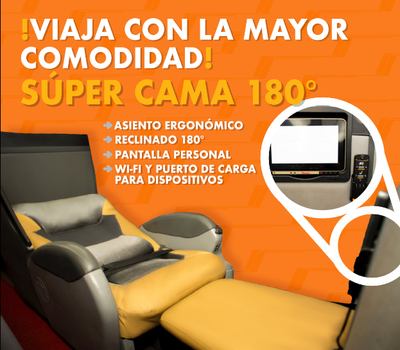 !VIAJA CON LA MAYOR
COMODIDAD!
SÚPER CAMA 180°
ASIENTO ERGONÓMICO
RECLINADO 180°
PANTALLA PERSONAL
WI-FI Y PUERTO DE CARGA
PARA DISPOSITIVOS